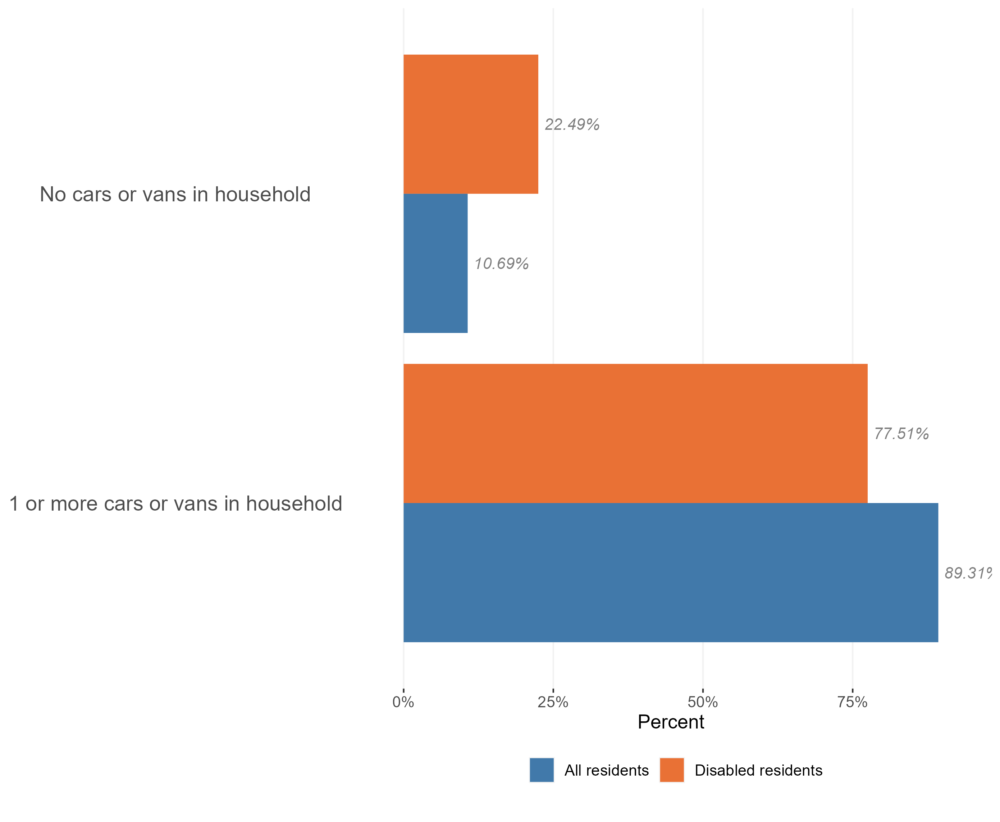 22.49%
No cars or vans in household
10.69%
77.51%
1 or more cars or vans in household
89.31%
0% 25% 50% 75%
Percent
All residents Disabled residents